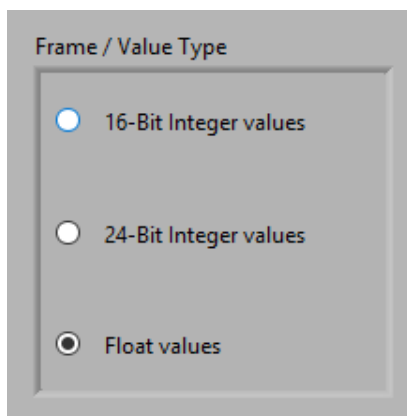 Frame / Value Type
16-Bit Integer values
24-Bit Integer values
Float values